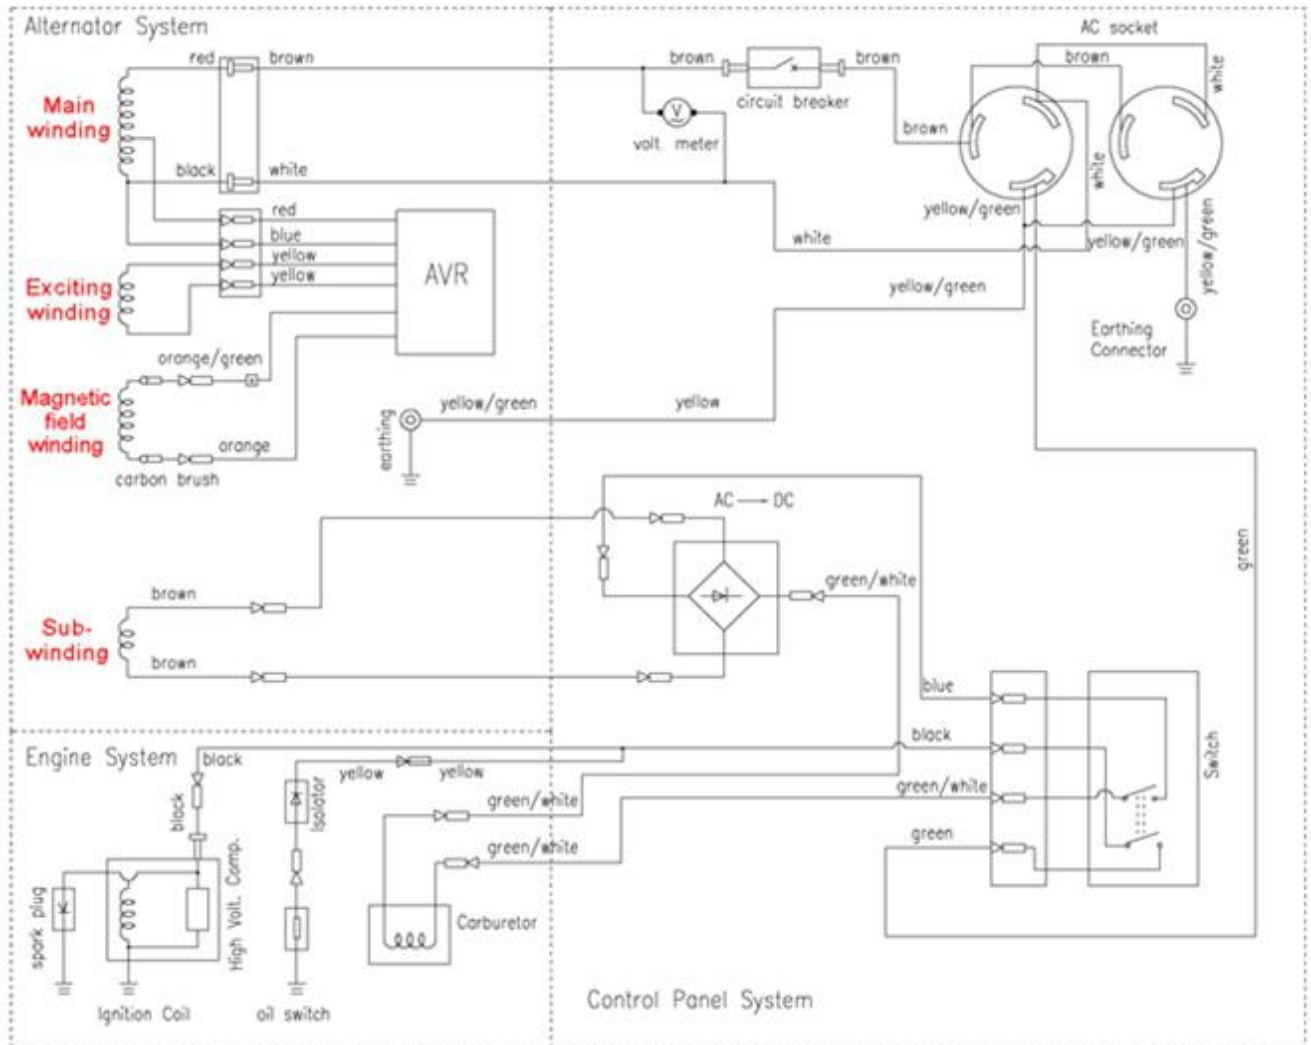 Alternator System
AC socket
red
brown
brown
brown
brown
white
Main
winding
circuit breaker
V
volt. meter
brown
black
white
white
red
blue
yellow
yellow
AVR
yellow/green
white
yellow/green
yellow/green
Exciting
winding
yellow/green
Earthing
Connector
orange/green
Magnetic
field
winding
yellow/green
yellow
earthing
orange
carbon brush
AC → DC
green
brown
green/white
Sub-
winding
brown
blue
black
Switch
Engine System
black
yellow
yellow
green/white
green/white
black
Isolator
green/white
green
High Volt. Comp.
spark plug
Carburetor
Ignition Coil
oil switch
Control Panel System